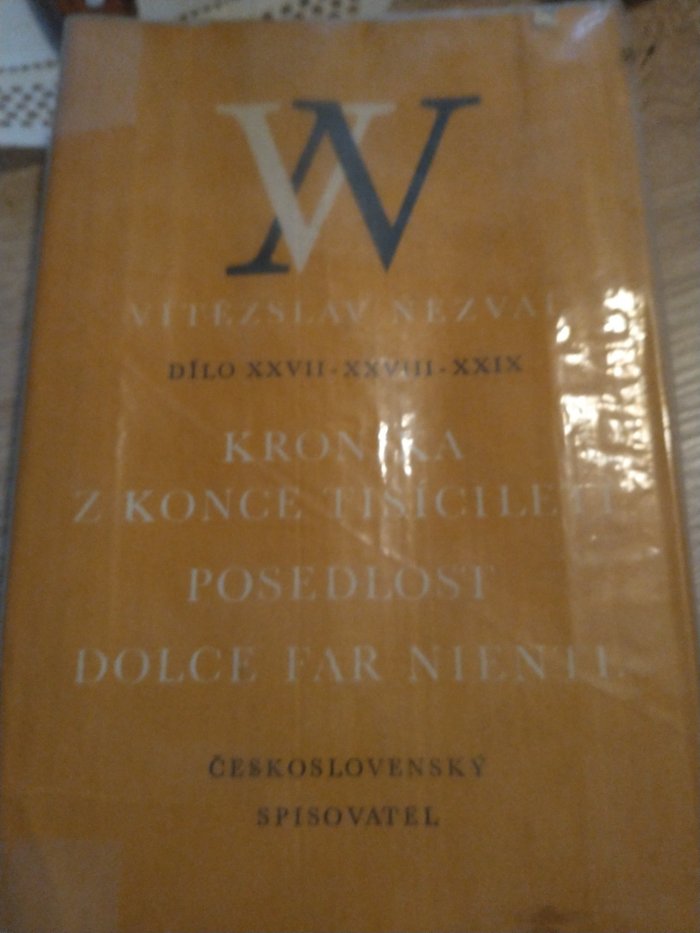 VN
VÍTĚZSLAV NEZVAL
DÍLO XXVII · XXVIII · XXIX
KRONIKA
Z KONCE TISÍCILETÍ
POSEDLOST
DOLCE FAR NIENTE
ČESKOSLOVENSKÝ
SPISOVATEL